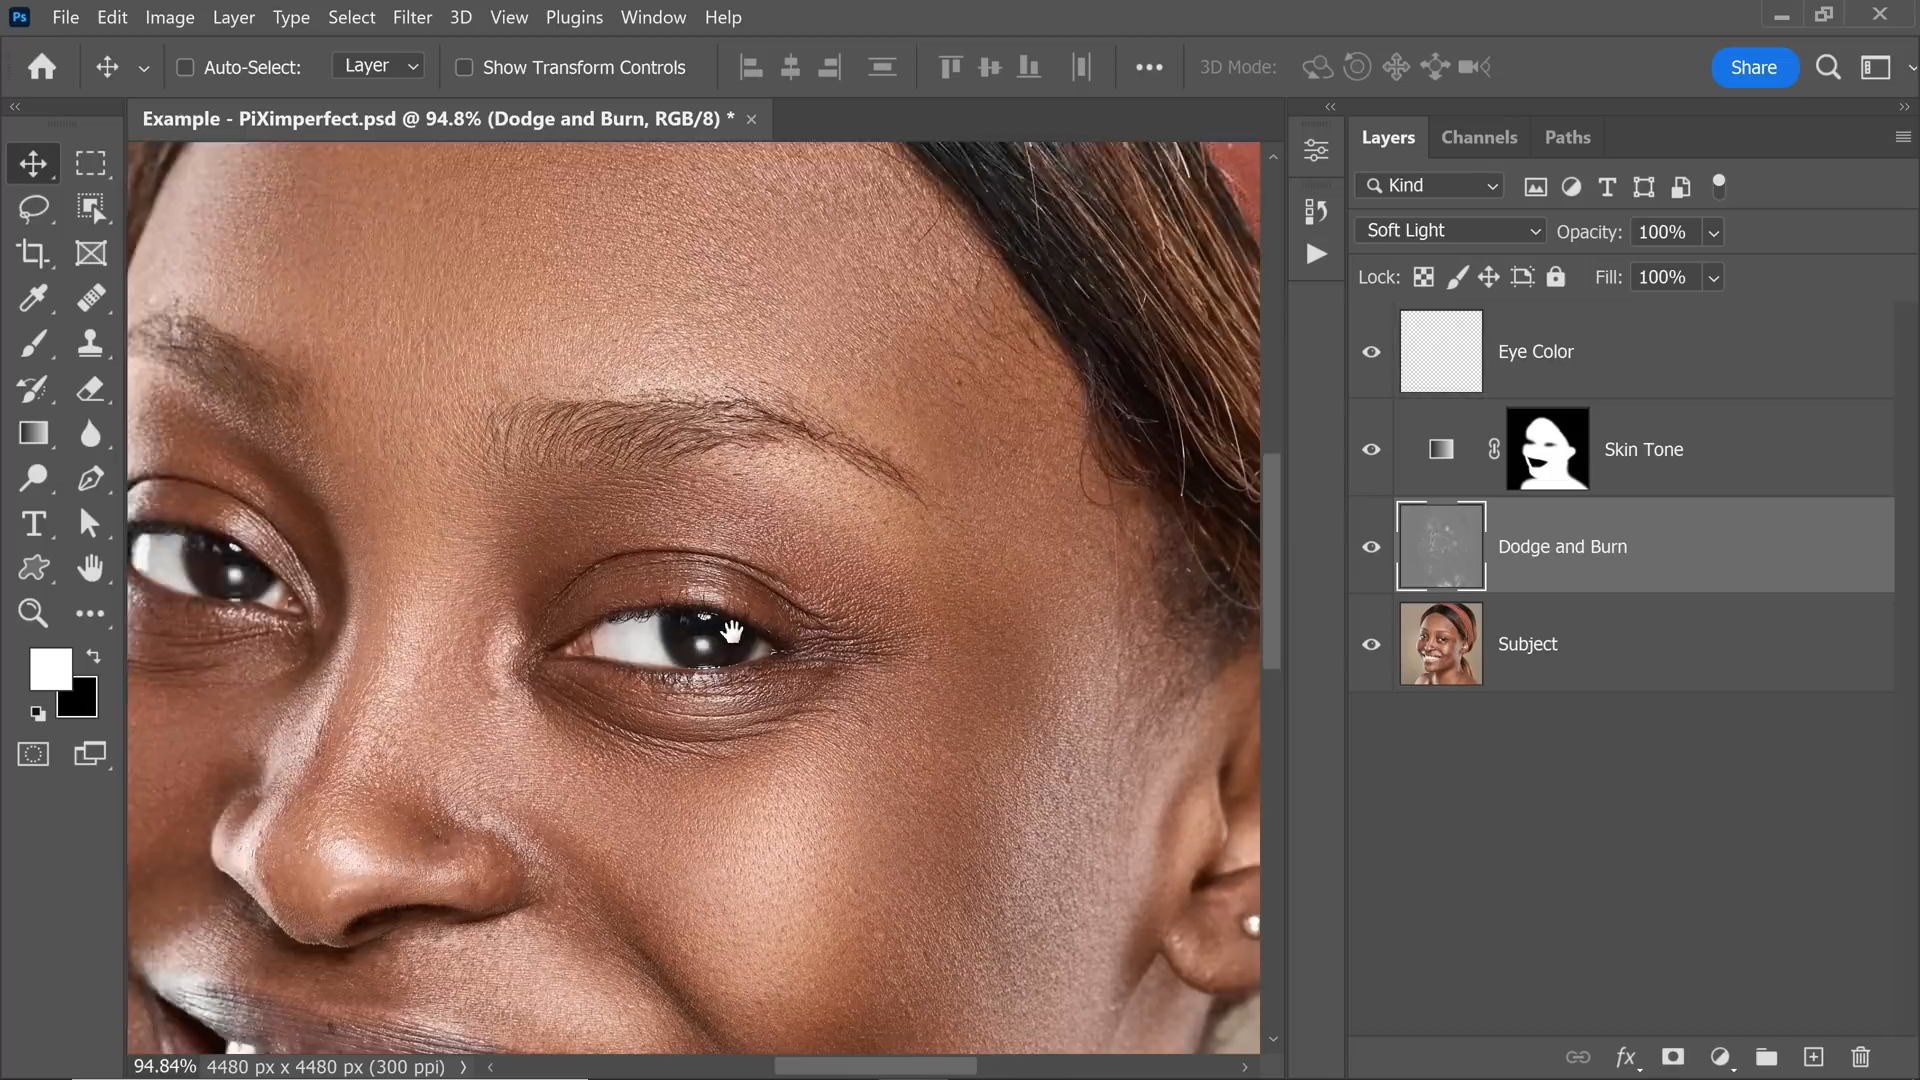 Ps File Edit Image Layer Type Select Filter 3D View Plugins Window Help
Auto-Select: Layer Show Transform Controls 3D Mode: Share
Example - PiXimperfect.psd @ 94.8% (Dodge and Burn, RGB/8) *
Layers Channels Paths
Kind
Soft Light Opacity: 100%
Lock: Fill: 100%
Eye Color
Skin Tone
Dodge and Burn
Subject
94.84% 4480 px x 4480 px (300 ppi)
fx